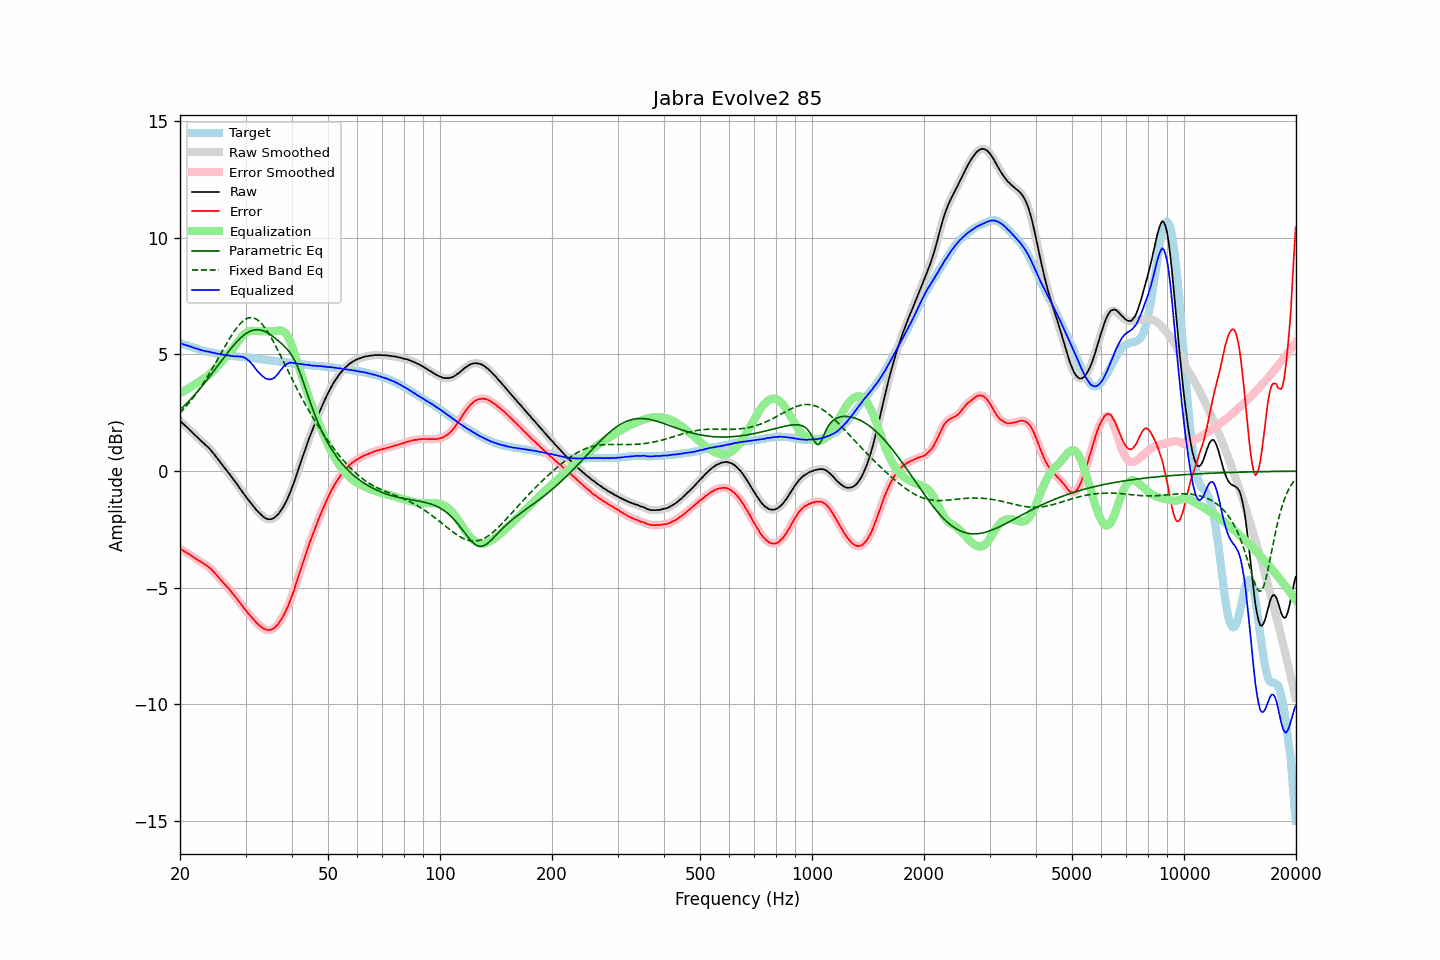 Jabra Evolve2 85
Target
Raw Smoothed
Error Smoothed
Raw
Error
Equalization
Parametric Eq
Fixed Band Eq
Equalized
15
10
5
0
−5
−10
−15
Amplitude (dBr)
20
50
100
200
500
1000
2000
5000
10000
20000
Frequency (Hz)